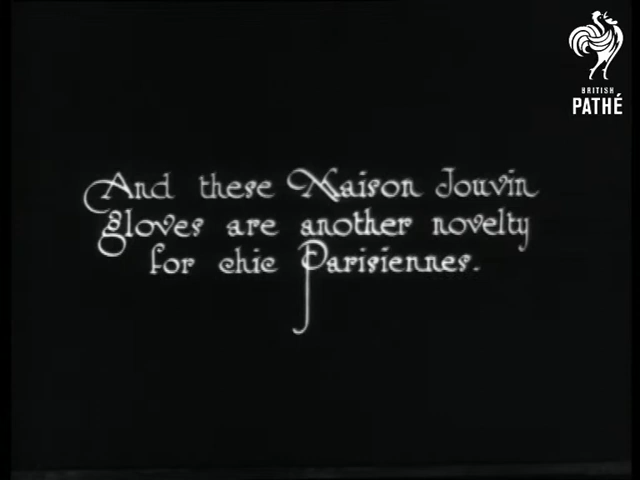 BRITISH
PATHÉ
And these Maison Jouvin
gloves are another novelty
for chic Parisiennes.